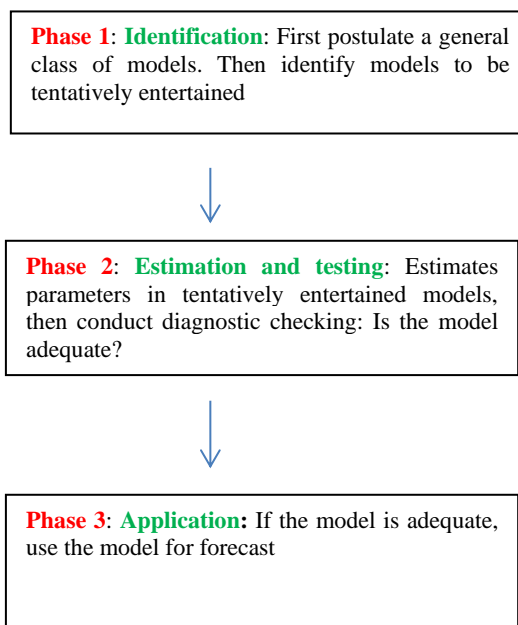 Phase 1: Identification: First postulate a general
class of models. Then identify models to be
tentatively entertained
Phase 2: Estimation and testing: Estimates
parameters in tentatively entertained models,
then conduct diagnostic checking: Is the model
adequate?
Phase 3: Application: If the model is adequate,
use the model for forecast